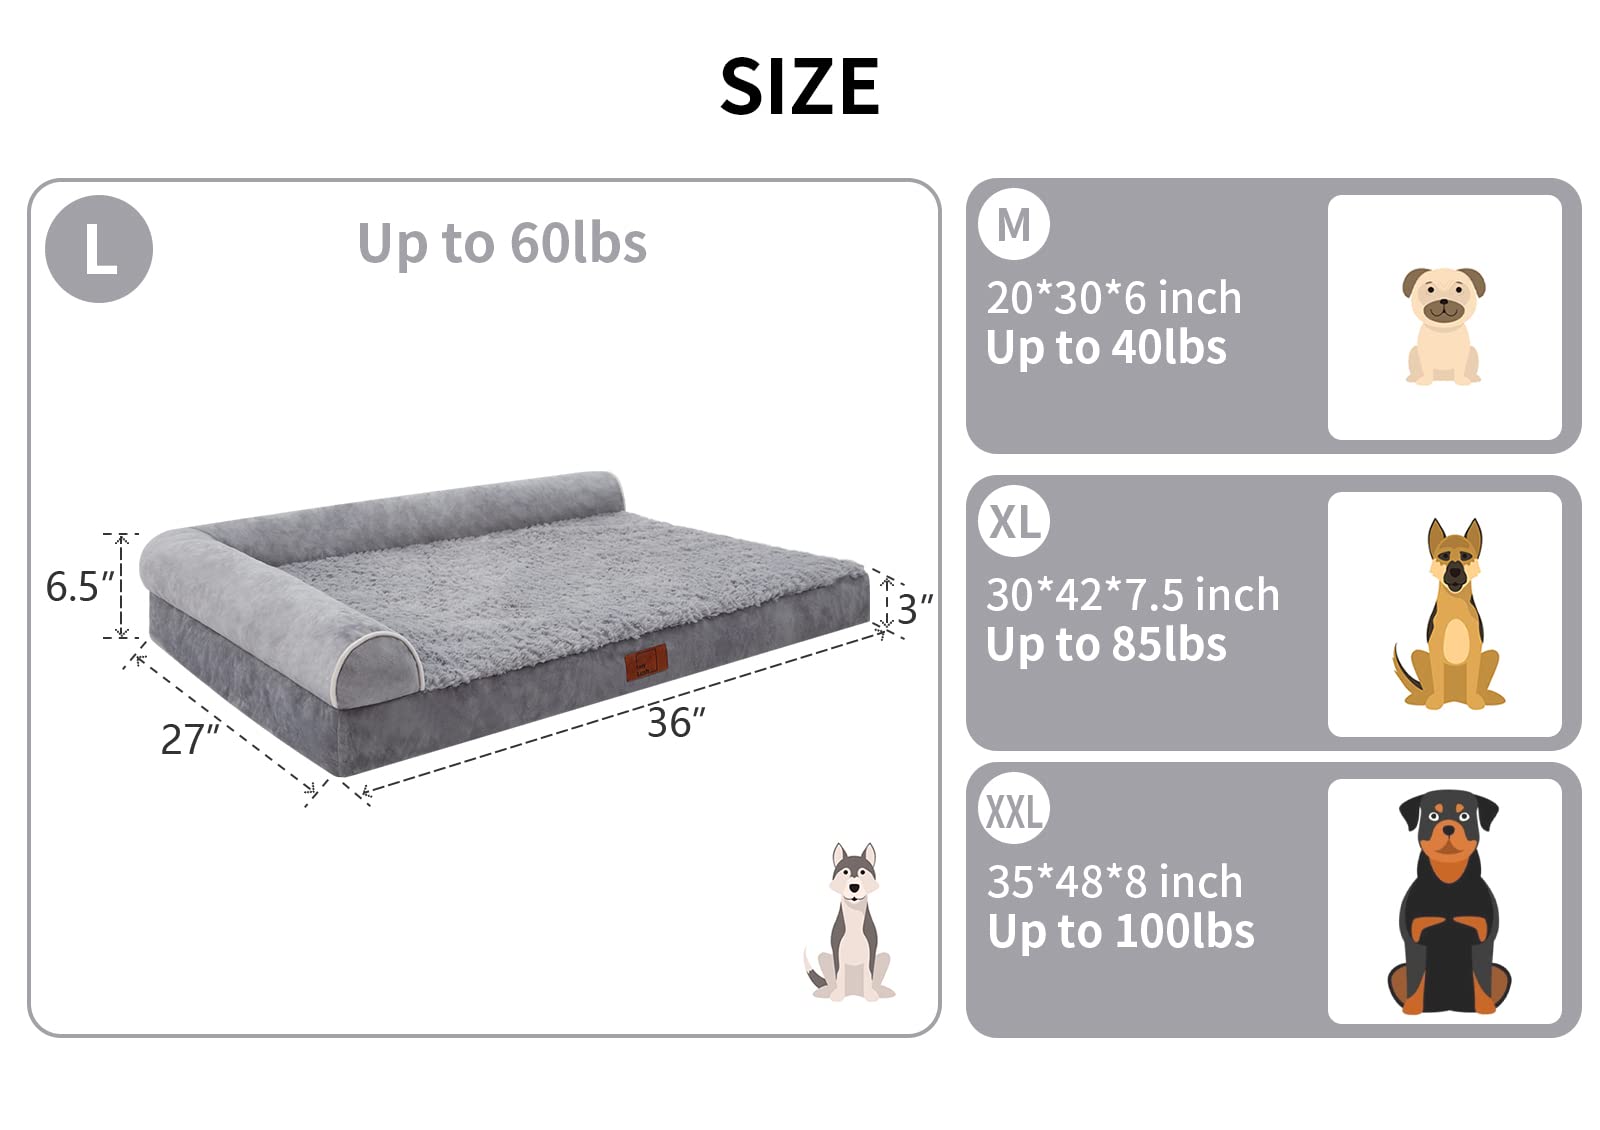 SIZE
L
Up to 60lbs
6.5″
3″
27″
36″
M
20*30*6 inch
Up to 40lbs
XL
30*42*7.5 inch
Up to 85lbs
XXL
35*48*8 inch
Up to 100lbs